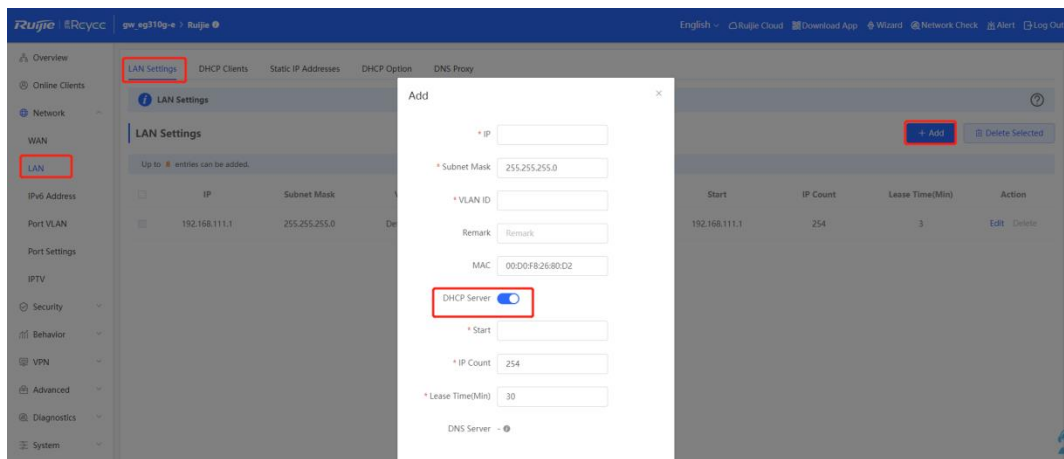 Ruijie Rcycc gw_eg310g-e > Ruijie English Ruijie Cloud Download App Wizard Network Check Alert Log Out
Overview
Online Clients
Network
WAN
LAN
IPv6 Address
Port VLAN
Port Settings
IPTV
Security
Behavior
VPN
Advanced
Diagnostics
System
LAN Settings DHCP Clients Static IP Addresses DHCP Option DNS Proxy
LAN Settings
LAN Settings + Add Delete Selected
Up to 8 entries can be added.
IP Subnet Mask V Start IP Count Lease Time(Min) Action
192.168.111.1 255.255.255.0 De 192.168.111.1 254 3 Edit Delete
Add ×
* IP
* Subnet Mask 255.255.255.0
* VLAN ID
Remark Remark
MAC 00:D0:F8:26:80:D2
DHCP Server
* Start
* IP Count 254
* Lease Time(Min) 30
DNS Server -